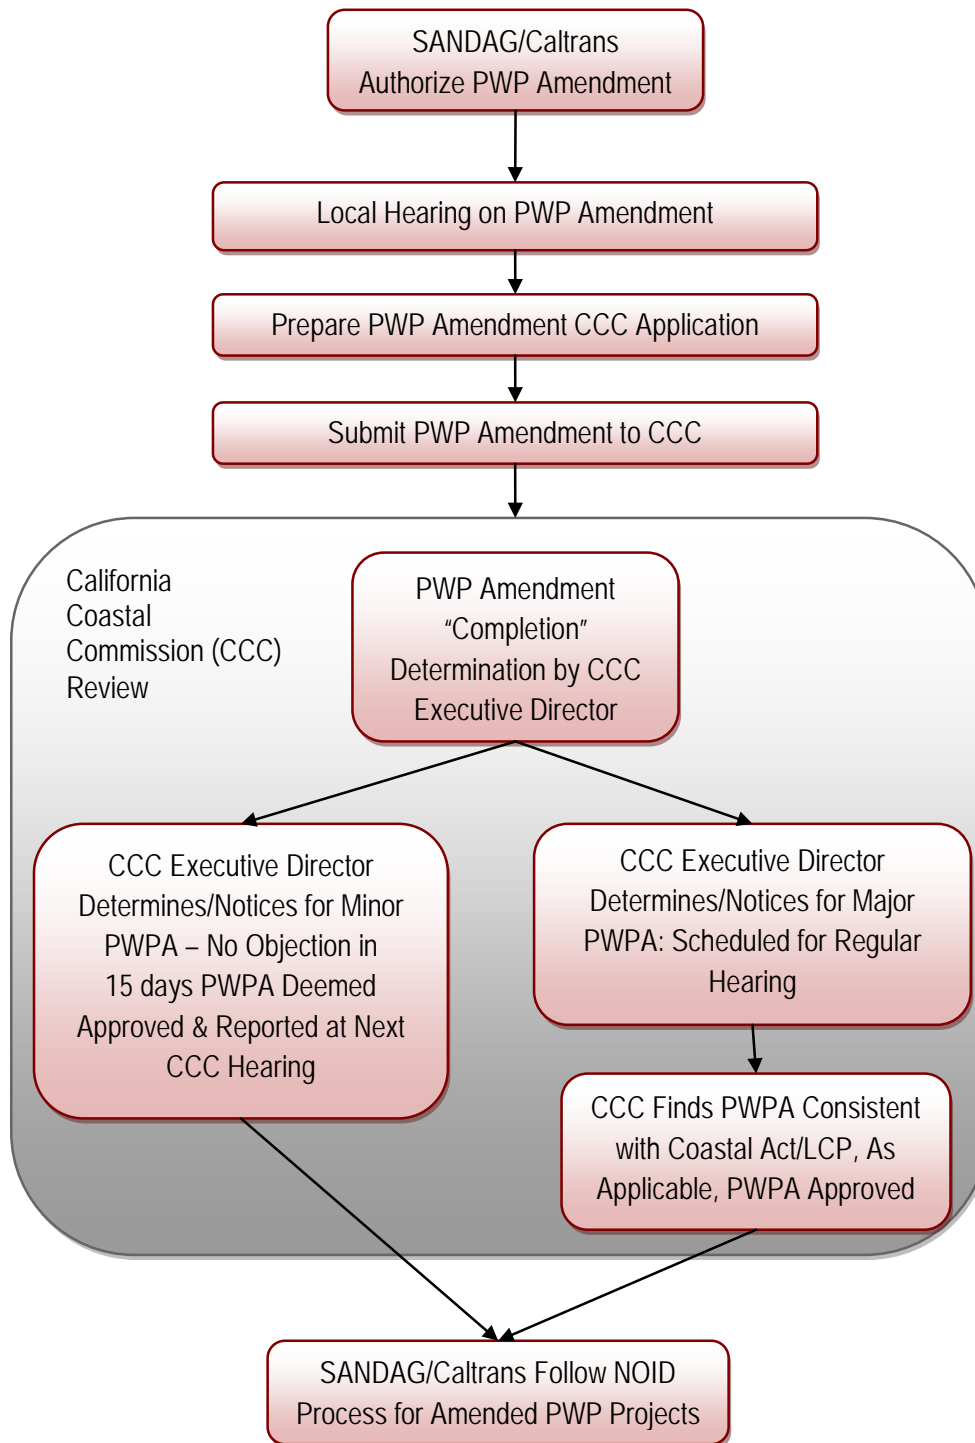 SANDAG/Caltrans
Authorize PWP Amendment
Local Hearing on PWP Amendment
Prepare PWP Amendment CCC Application
Submit PWP Amendment to CCC
California
Coastal
Commission (CCC)
Review
PWP Amendment
“Completion”
Determination by CCC
Executive Director
CCC Executive Director
Determines/Notices for Minor
PWPA – No Objection in
15 days PWPA Deemed
Approved & Reported at Next
CCC Hearing
CCC Executive Director
Determines/Notices for Major
PWPA: Scheduled for Regular
Hearing
CCC Finds PWPA Consistent
with Coastal Act/LCP, As
Applicable, PWPA Approved
SANDAG/Caltrans Follow NOID
Process for Amended PWP Projects